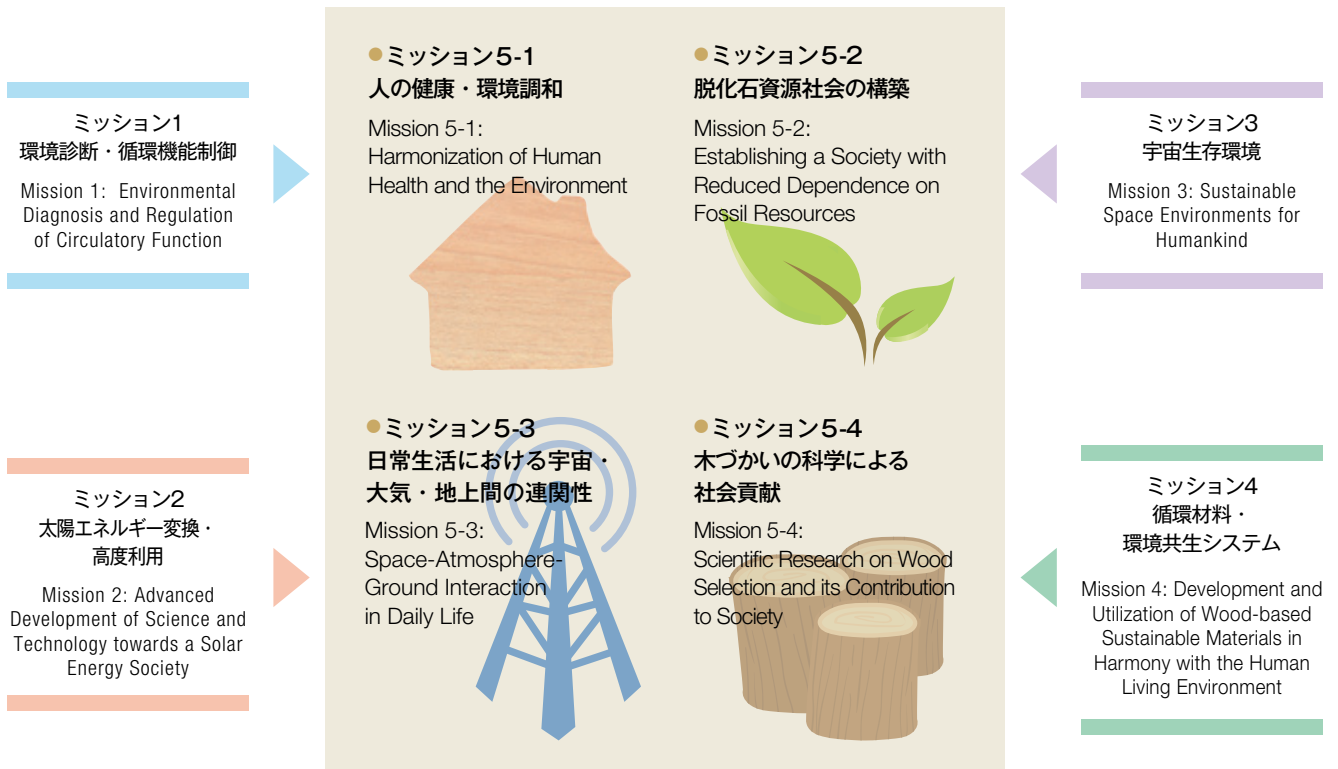 ミッション1
環境診断・循環機能制御
Mission 1: Environmental
Diagnosis and Regulation
of Circulatory Function
ミッション2
太陽エネルギー変換・
高度利用
Mission 2: Advanced
Development of Science and
Technology towards a Solar
Energy Society
●ミッション5-1
人の健康・環境調和
Mission 5-1:
Harmonization of Human
Health and the Environment
●ミッション5-2
脱化石資源社会の構築
Mission 5-2:
Establishing a Society with
Reduced Dependence on
Fossil Resources
●ミッション5-3
日常生活における宇宙・
大気・地上間の連関性
Mission 5-3:
Space-Atmosphere-
Ground Interaction
in Daily Life
●ミッション5-4
木づかいの科学による
社会貢献
Mission 5-4:
Scientific Research on Wood
Selection and its Contribution
to Society
ミッション3
宇宙生存環境
Mission 3: Sustainable
Space Environments for
Humankind
ミッション4
循環材料・
環境共生システム
Mission 4: Development and
Utilization of Wood-based
Sustainable Materials in
Harmony with the Human
Living Environment